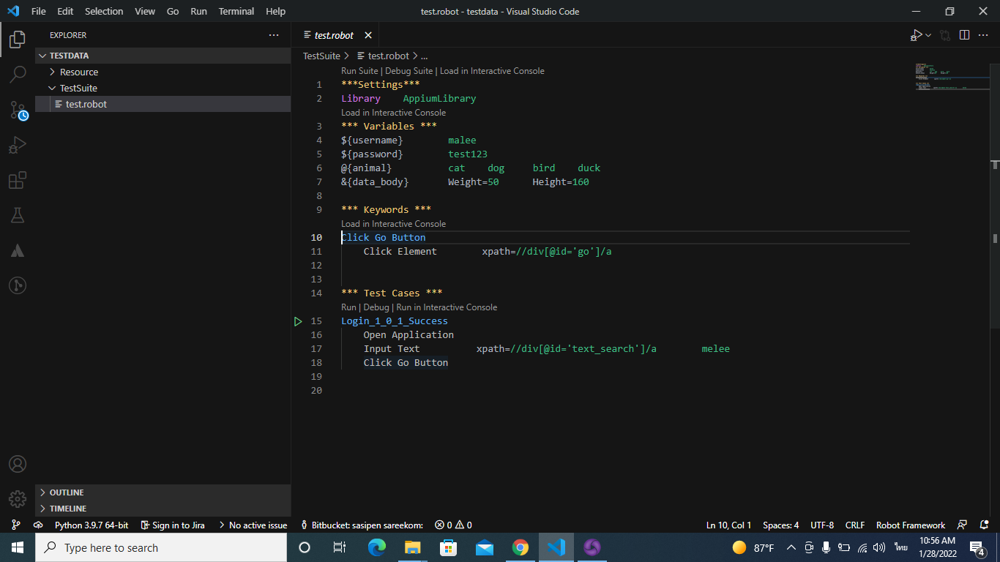 File Edit Selection View Go Run Terminal Help test.robot - testdata - Visual Studio Code
EXPLORER
TESTDATA
Resource
TestSuite
test.robot
OUTLINE
TIMELINE
test.robot
TestSuite > test.robot > ...
Run Suite | Debug Suite | Load in Interactive Console
1 ***Settings***
2 Library AppiumLibrary
Load in Interactive Console
3 *** Variables ***
4 ${username} malee
5 ${password} test123
6 @{animal} cat dog bird duck
7 &{data_body} Weight=50 Height=160
8
9 *** Keywords ***
Load in Interactive Console
10 Click Go Button
11 Click Element xpath=//div[@id='go']/a
12
13
14 *** Test Cases ***
Run | Debug | Run in Interactive Console
15 Login_1_0_1_Success
16 Open Application
17 Input Text xpath=//div[@id='text_search']/a melee
18 Click Go Button
19
20
Python 3.9.7 64-bit Sign in to Jira No active issue Bitbucket: sasipen sareekom: 0 0 Ln 10, Col 1 Spaces: 4 UTF-8 CRLF Robot Framework
Type here to search 87°F ไทย 10:56 AM
1/28/2022 4